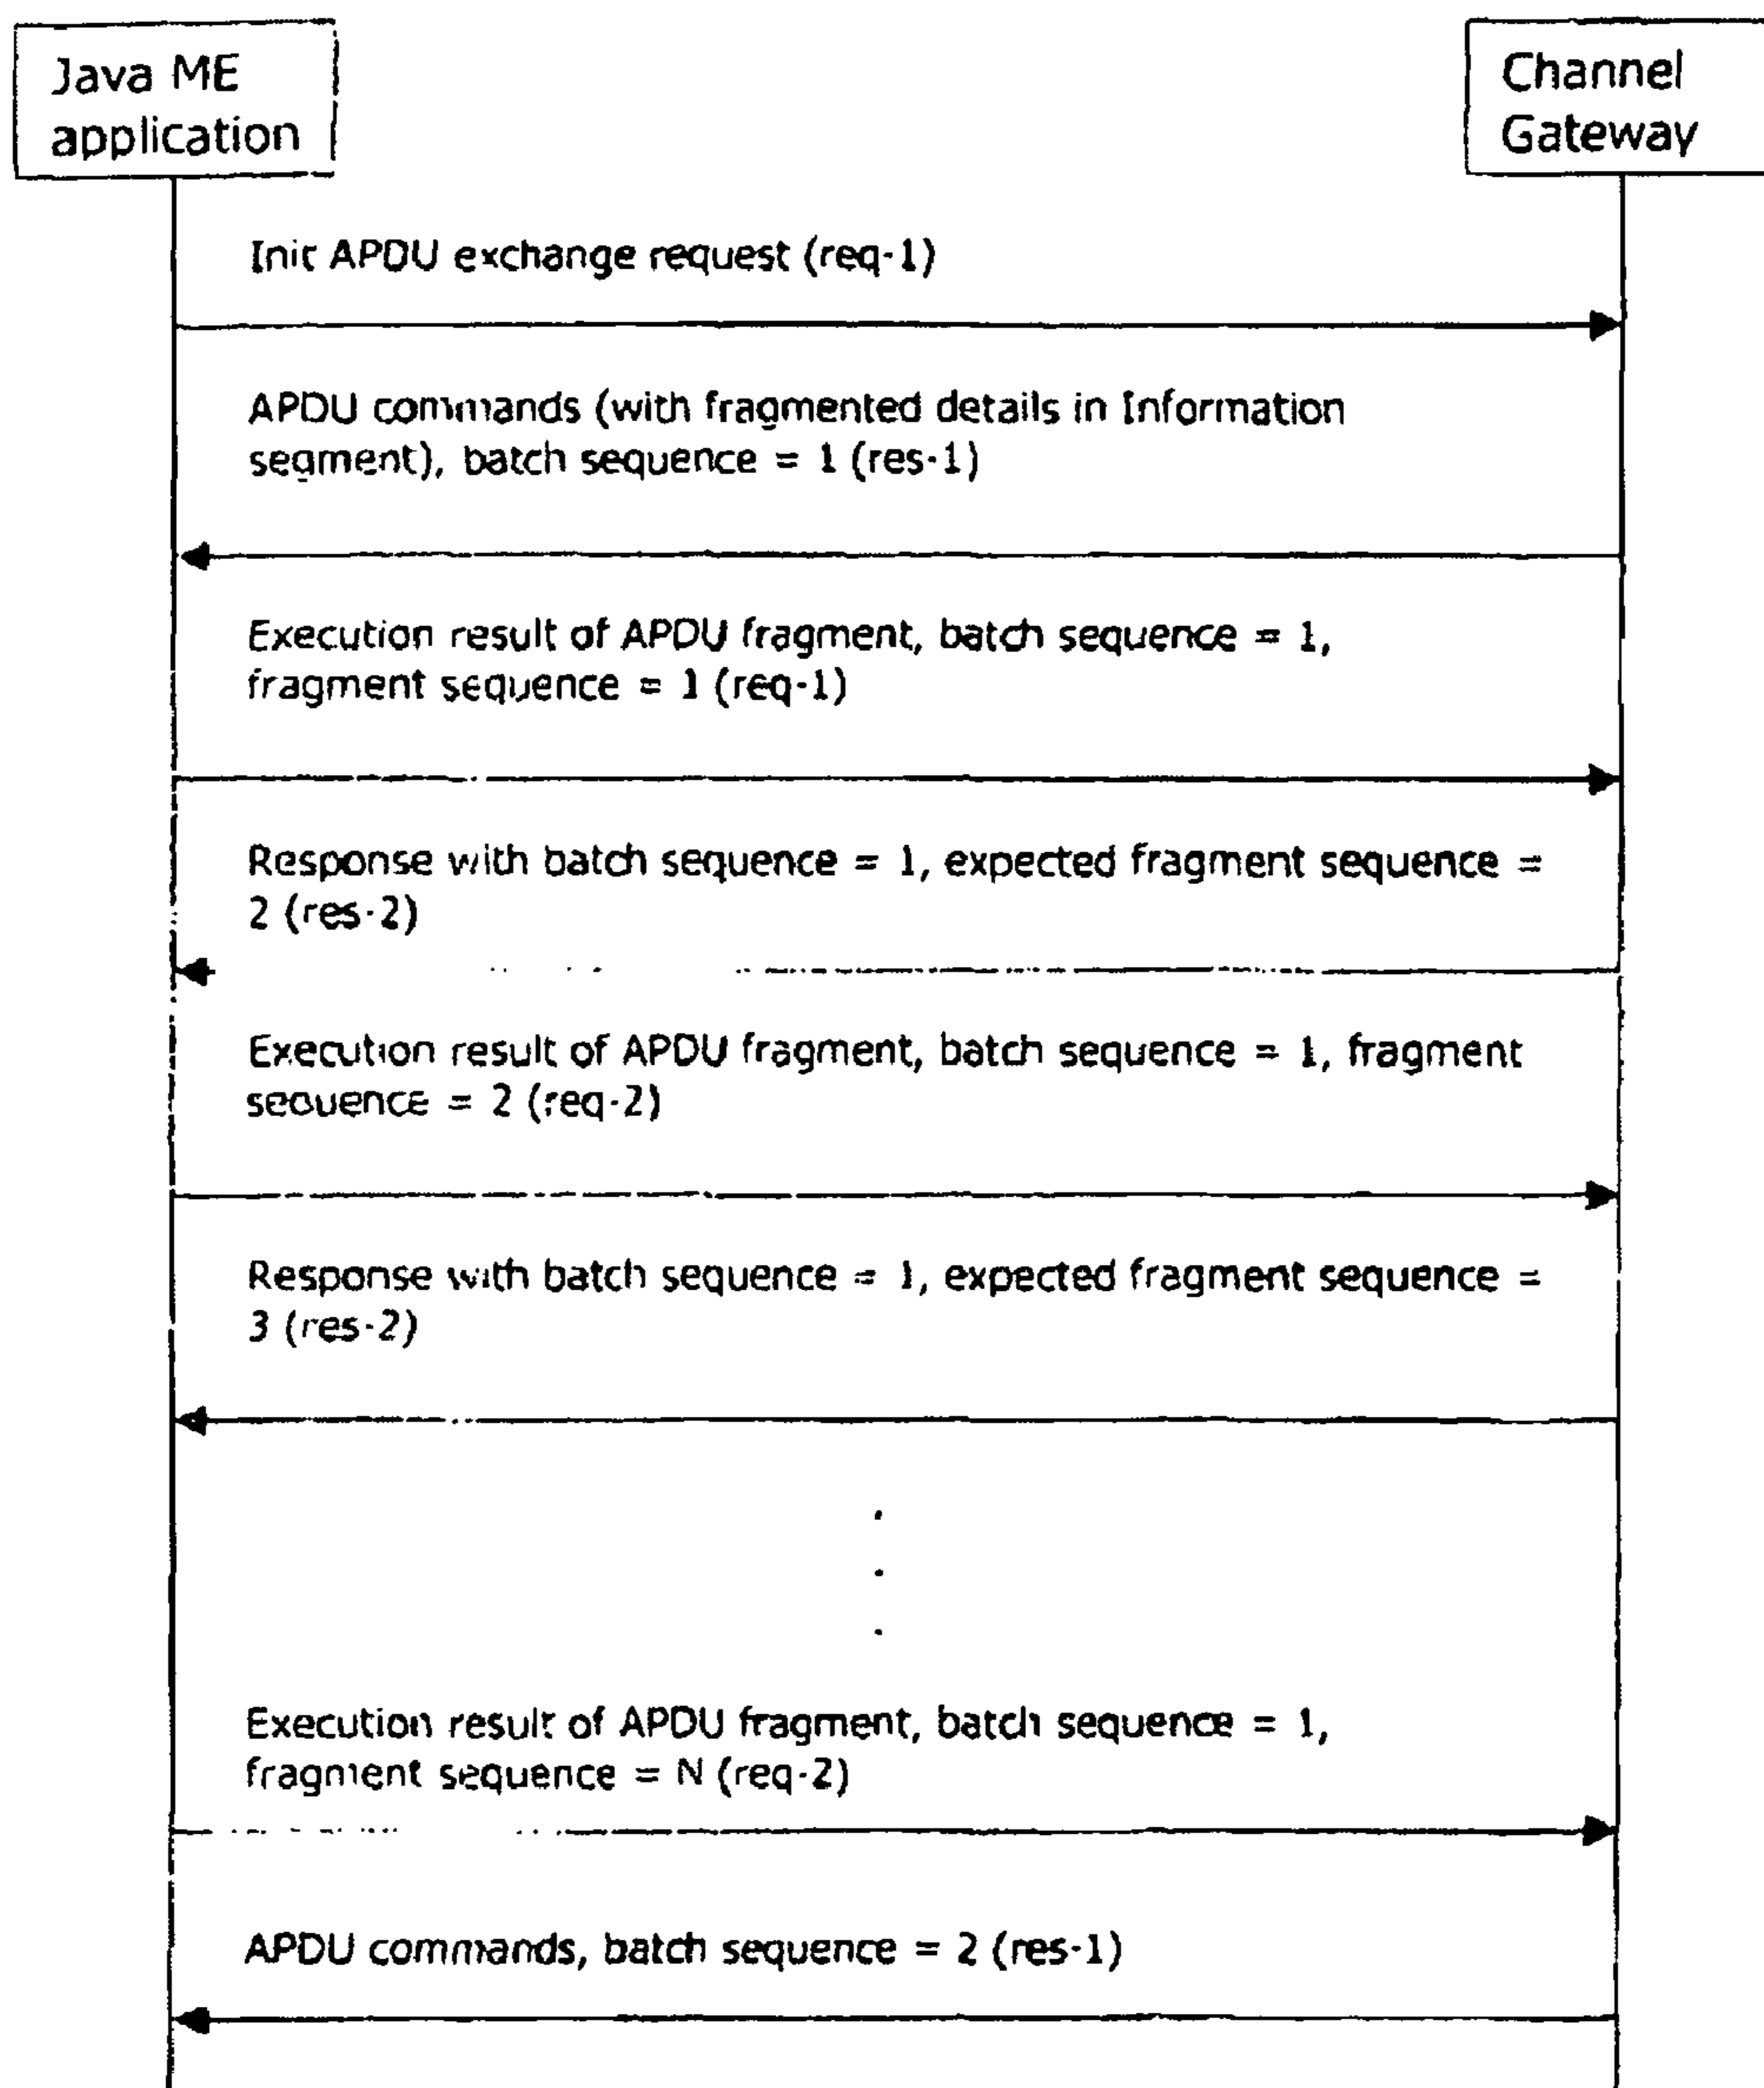 Java ME
application
Channel
Gateway
Init APDU exchange request (req-1)
APDU commands (with fragmented details in Information
segment), batch sequence = 1 (res-1)
Execution result of APDU fragment, batch sequence = 1,
fragment sequence = 1 (req-1)
Response with batch sequence = 1, expected fragment sequence =
2 (res-2)
Execution result of APDU fragment, batch sequence = 1, fragment
sequence = 2 (req-2)
Response with batch sequence = 1, expected fragment sequence =
3 (res-2)
Execution result of APDU fragment, batch sequence = 1,
fragment sequence = N (req-2)
APDU commands, batch sequence = 2 (res-1)